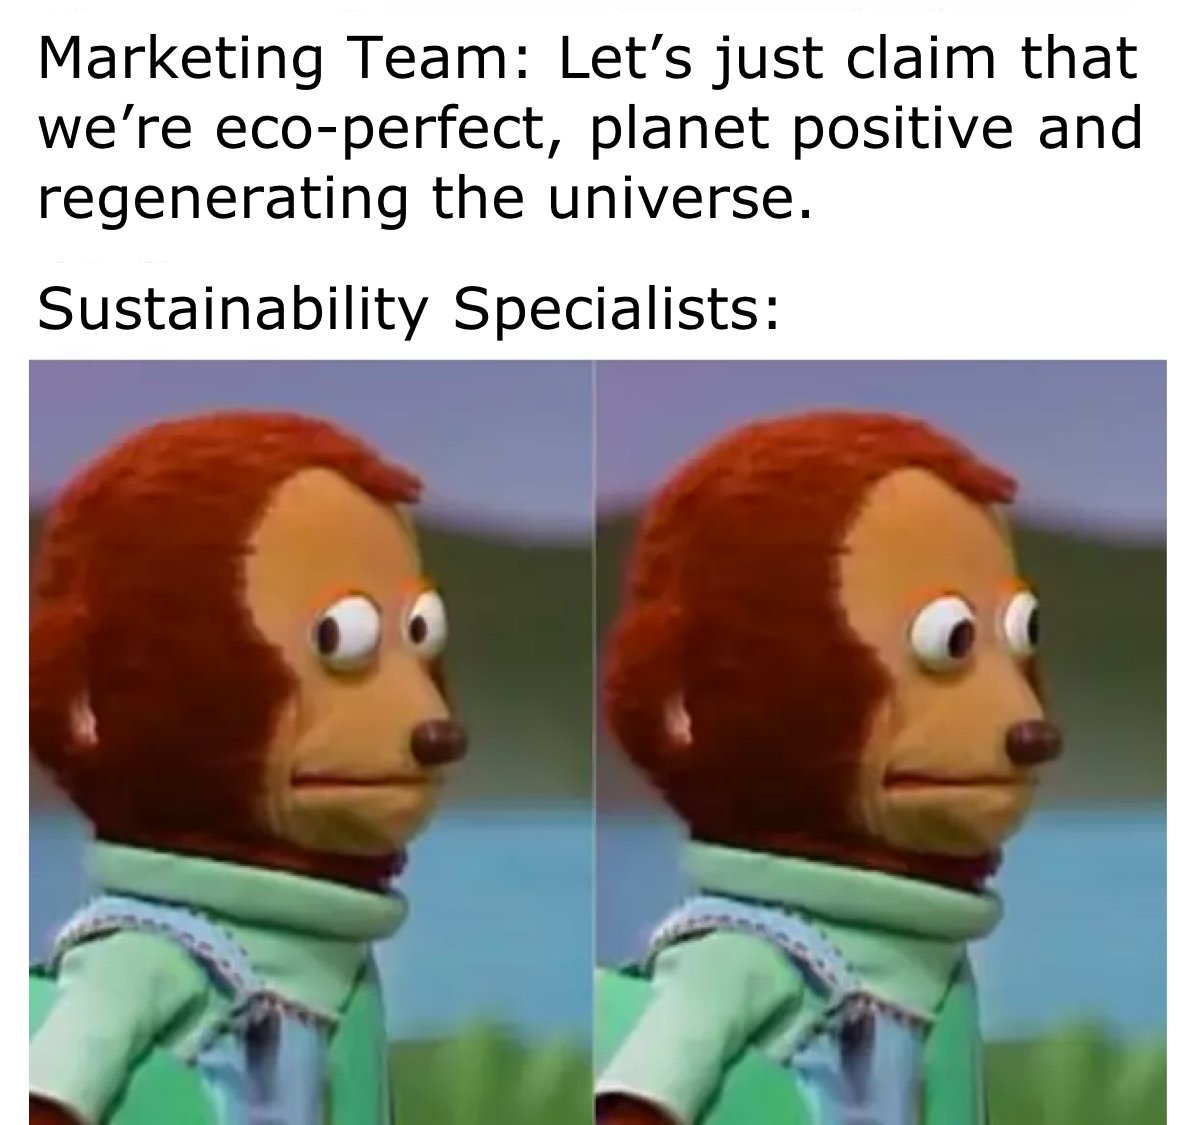 Marketing Team: Let’s just claim that
we’re eco-perfect, planet positive and
regenerating the universe.
Sustainability Specialists: